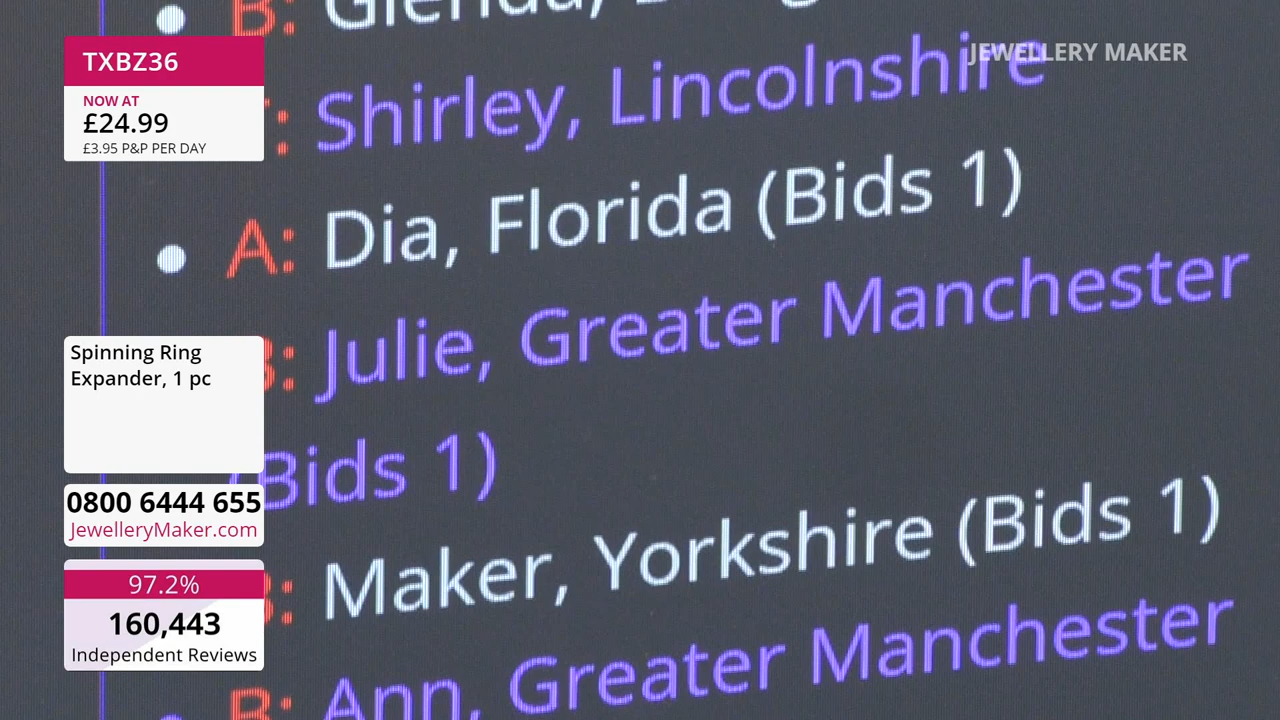 TXBZ36
NOW AT
£24.99
£3.95 P&P PER DAY
JEWELLERY MAKER
B: Glenda,
: Shirley, Lincolnshire
A: Dia, Florida (Bids 1)
B: Julie, Greater Manchester
(Bids 1)
B: Maker, Yorkshire (Bids 1)
B: Ann, Greater Manchester
Spinning Ring
Expander, 1 pc
0800 6444 655
JewelleryMaker.com
97.2%
160,443
Independent Reviews